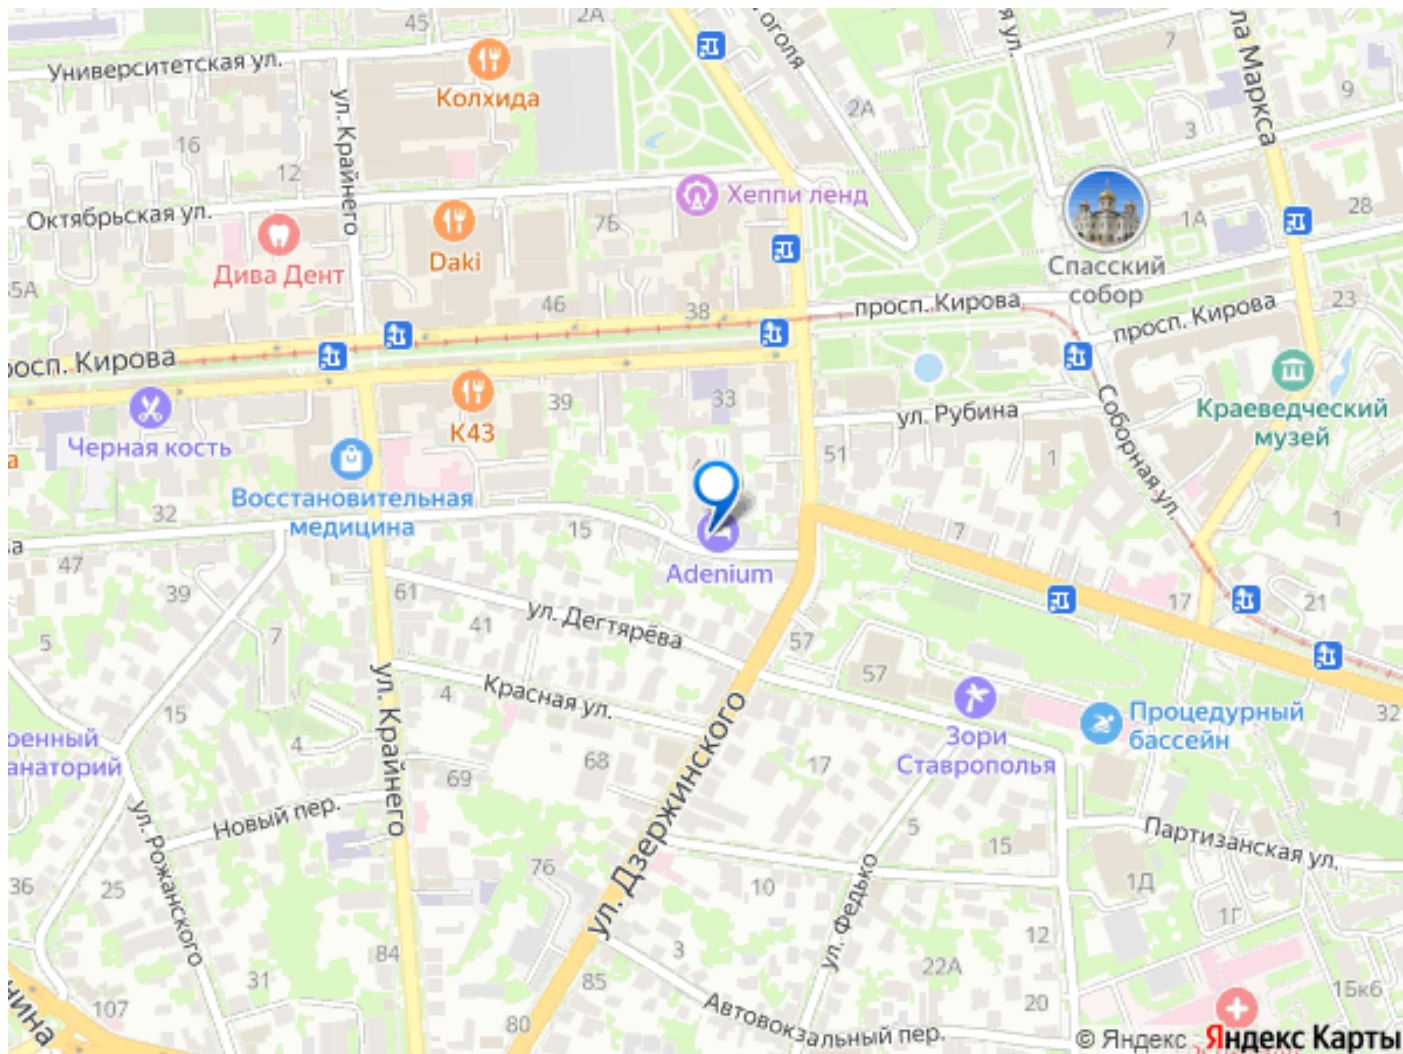 45
2А
Университетская ул.
Колхида
ул. Крайнего
16
12
Октябрьская ул.
Дива Дент
Daki
7Б
Хеппи ленд
2А
7
9
3
1А
28
Спасский
собор
46
38
просп. Кирова
просп. Кирова
23
К43
39
33
ул. Рубина
Краеведческий
музей
Черная кость
51
1
Соборная ул.
Восстановительная
медицина
32
15
7
1
47
Adenium
39
61
ул. Дегтярёва
41
17
21
5
7
57
57
ул. Крайнего
4
Красная ул.
15
4
Зори
Ставрополья
Процедурный
бассейн
32
69
68
17
ул. Дзержинского
Новый пер.
ул. Рожанского
5
15
Партизанская ул.
36
25
76
10
ул. Федько
1Д
1Г
12
84
3
22А
31
85
20
15кб
107
80
Автовокзальный пер.
© Яндекс
Яндекс Карты